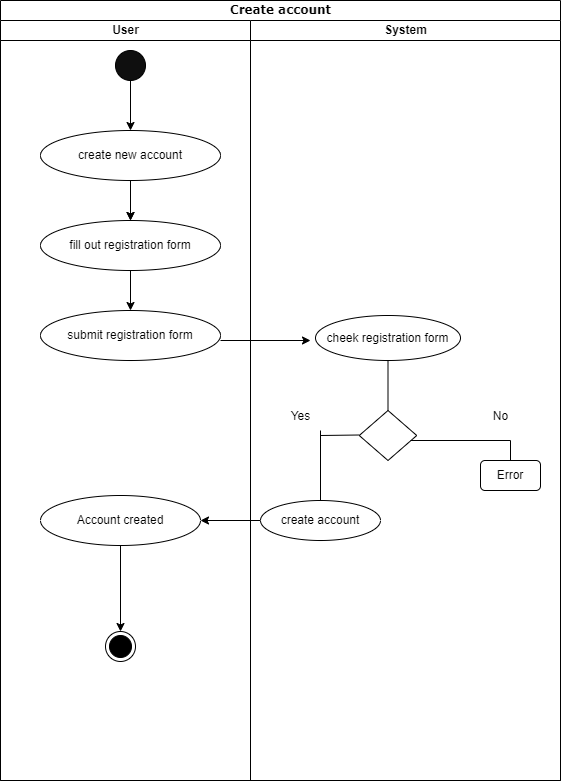 Create account
User
System
create new account
fill out registration form
submit registration form
cheek registration form
Yes
No
Error
Account created
create account